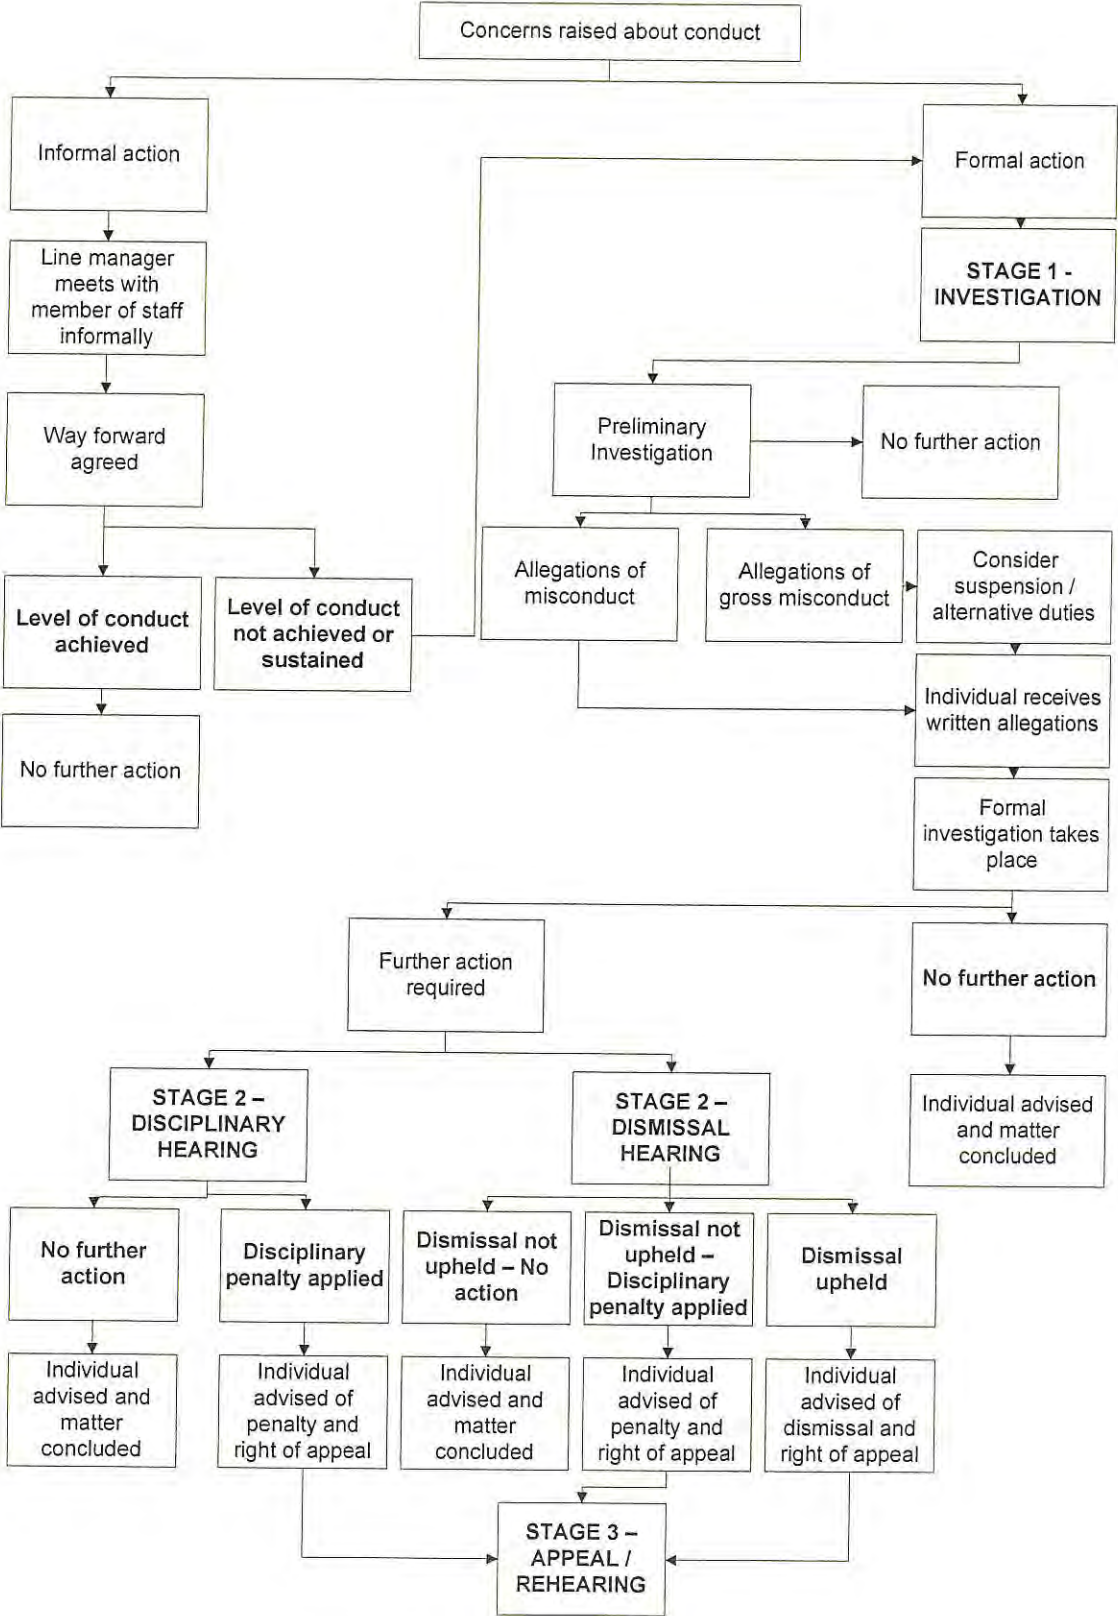 Concerns raised about conduct
Informal action
Formal action
Line manager
meets with
member of staff
informally
STAGE 1 -
INVESTIGATION
Way forward
agreed
Preliminary
Investigation
No further action
Level of conduct
achieved
Level of conduct
not achieved or
sustained
Allegations of
misconduct
Allegations of
gross misconduct
Consider
suspension /
alternative duties
No further action
Individual receives
written allegations
Formal
investigation takes
place
Further action
required
No further action
Individual advised
and matter
concluded
STAGE 2 –
DISCIPLINARY
HEARING
STAGE 2 –
DISMISSAL
HEARING
No further
action
Disciplinary
penalty applied
Dismissal not
upheld – No
action
Dismissal not
upheld –
Disciplinary
penalty applied
Dismissal
upheld
Individual
advised and
matter
concluded
Individual
advised of
penalty and
right of appeal
Individual
advised and
matter
concluded
Individual
advised of
penalty and
right of appeal
Individual
advised of
dismissal and
right of appeal
STAGE 3 –
APPEAL /
REHEARING